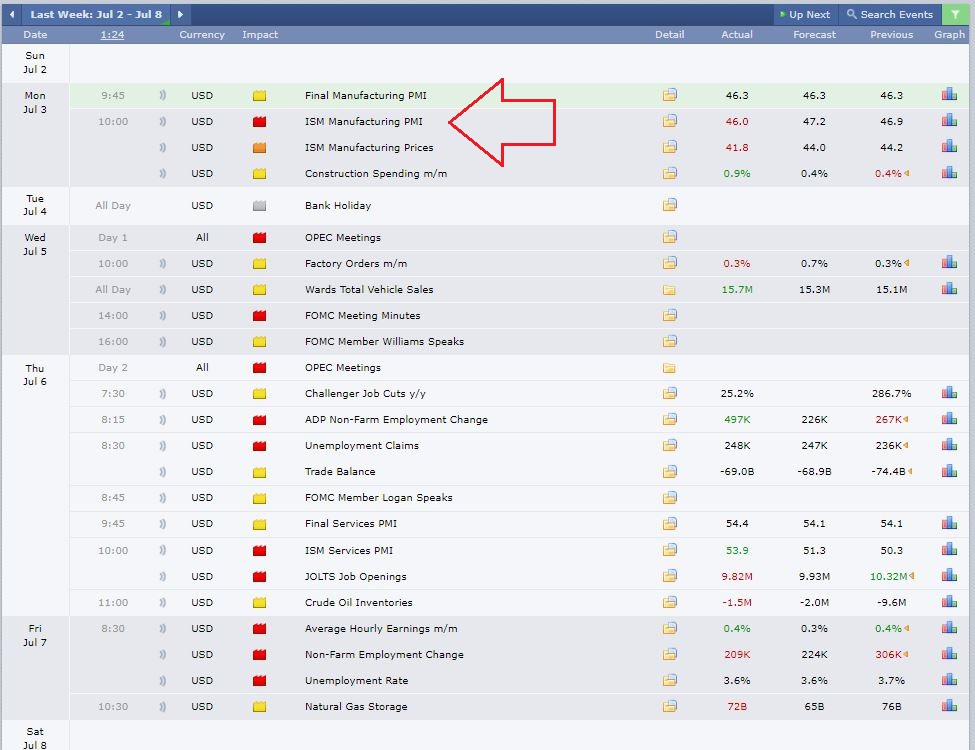 Last Week: Jul 2 - Jul 8 Up Next Search Events
Date 1:24 Currency Impact Detail Actual Forecast Previous Graph
Sun
Jul 2
Mon
Jul 3
9:45 USD Final Manufacturing PMI 46.3 46.3 46.3
10:00 USD ISM Manufacturing PMI 46.0 47.2 46.9
USD ISM Manufacturing Prices 41.8 44.0 44.2
USD Construction Spending m/m 0.9% 0.4% 0.4%
Tue
Jul 4
All Day USD Bank Holiday
Wed
Jul 5
Day 1 All OPEC Meetings
10:00 USD Factory Orders m/m 0.3% 0.7% 0.3%
All Day USD Wards Total Vehicle Sales 15.7M 15.3M 15.1M
14:00 USD FOMC Meeting Minutes
16:00 USD FOMC Member Williams Speaks
Thu
Jul 6
Day 2 All OPEC Meetings
7:30 USD Challenger Job Cuts y/y 25.2% 286.7%
8:15 USD ADP Non-Farm Employment Change 497K 226K 267K
8:30 USD Unemployment Claims 248K 247K 236K
USD Trade Balance -69.0B -68.9B -74.4B
8:45 USD FOMC Member Logan Speaks
9:45 USD Final Services PMI 54.4 54.1 54.1
10:00 USD ISM Services PMI 53.9 51.3 50.3
USD JOLTS Job Openings 9.82M 9.93M 10.32M
11:00 USD Crude Oil Inventories -1.5M -2.0M -9.6M
Fri
Jul 7
8:30 USD Average Hourly Earnings m/m 0.4% 0.3% 0.4%
USD Non-Farm Employment Change 209K 224K 306K
USD Unemployment Rate 3.6% 3.6% 3.7%
10:30 USD Natural Gas Storage 72B 65B 76B
Sat
Jul 8